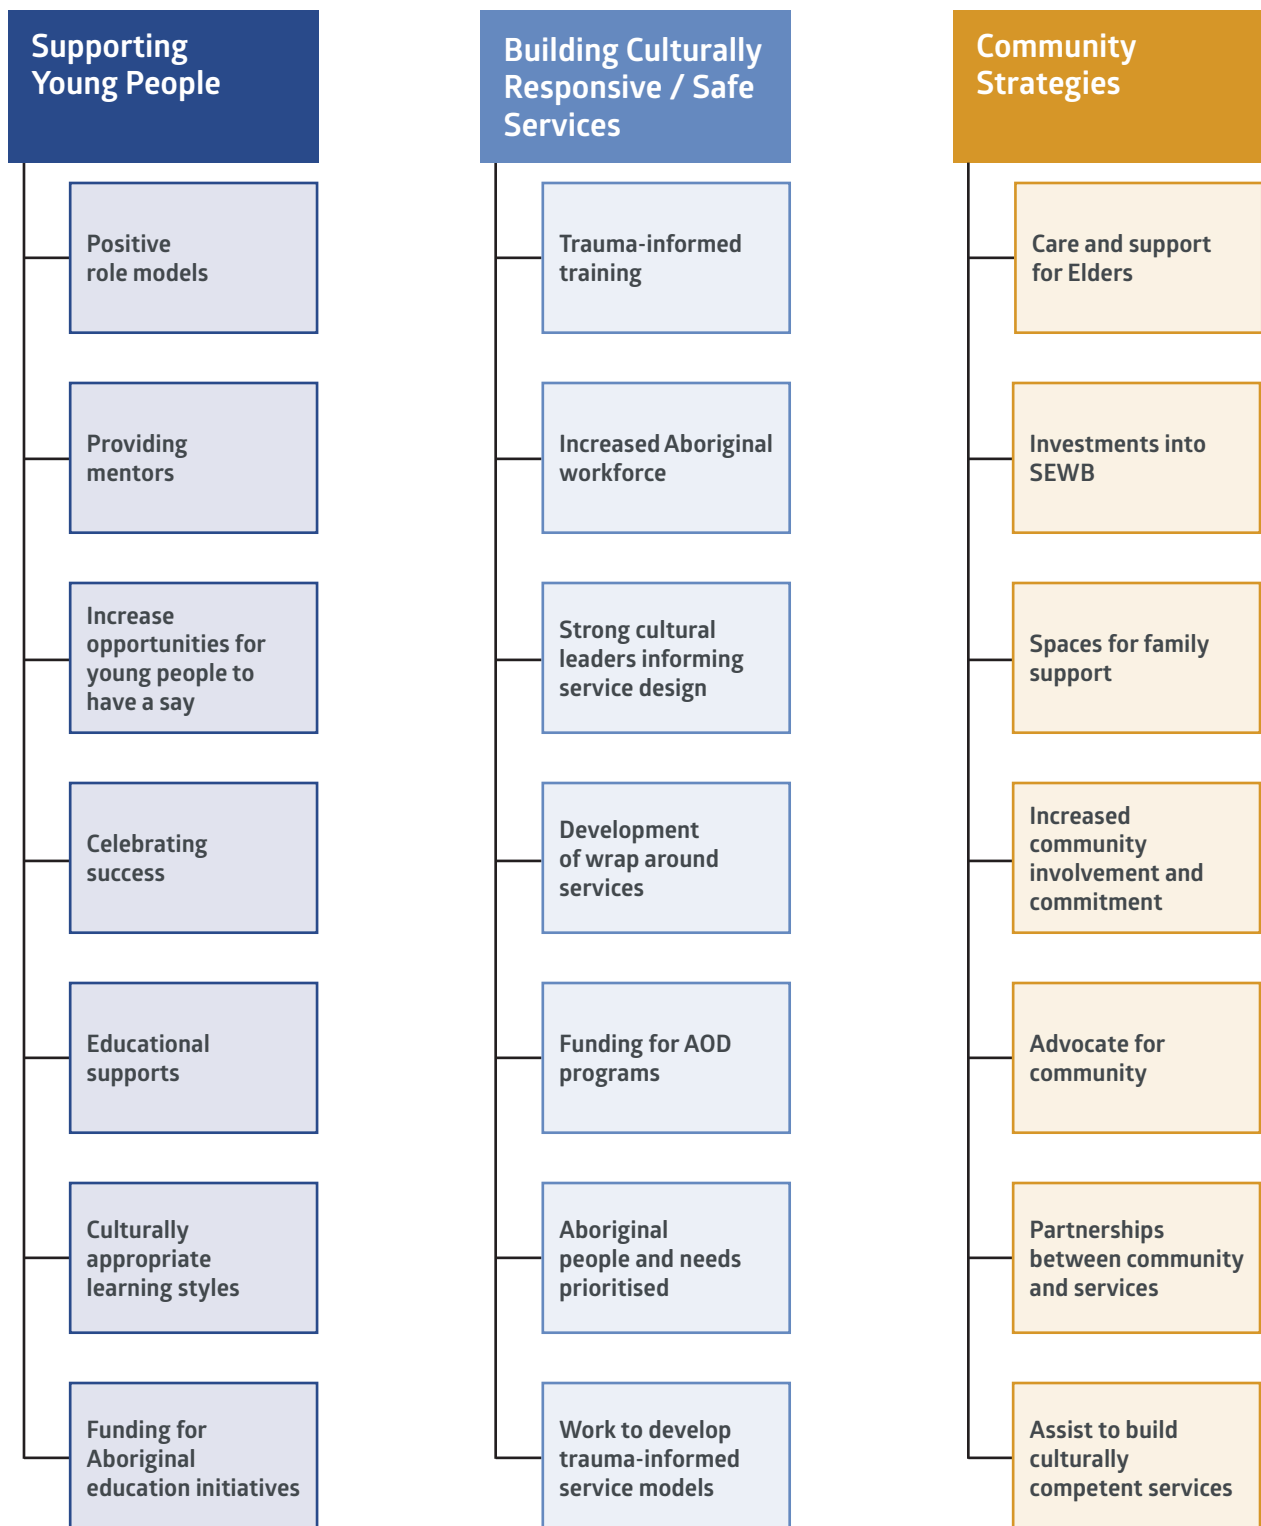 Supporting
Young People
Positive
role models
Providing
mentors
Increase
opportunities for
young people to
have a say
Celebrating
success
Educational
supports
Culturally
appropriate
learning styles
Funding for
Aboriginal
education initiatives
Building Culturally
Responsive / Safe
Services
Trauma-informed
training
Increased Aboriginal
workforce
Strong cultural
leaders informing
service design
Development
of wrap around
services
Funding for AOD
programs
Aboriginal
people and needs
prioritised
Work to develop
trauma-informed
service models
Community
Strategies
Care and support
for Elders
Investments into
SEWB
Spaces for family
support
Increased
community
involvement and
commitment
Advocate for
community
Partnerships
between community
and services
Assist to build
culturally
competent services